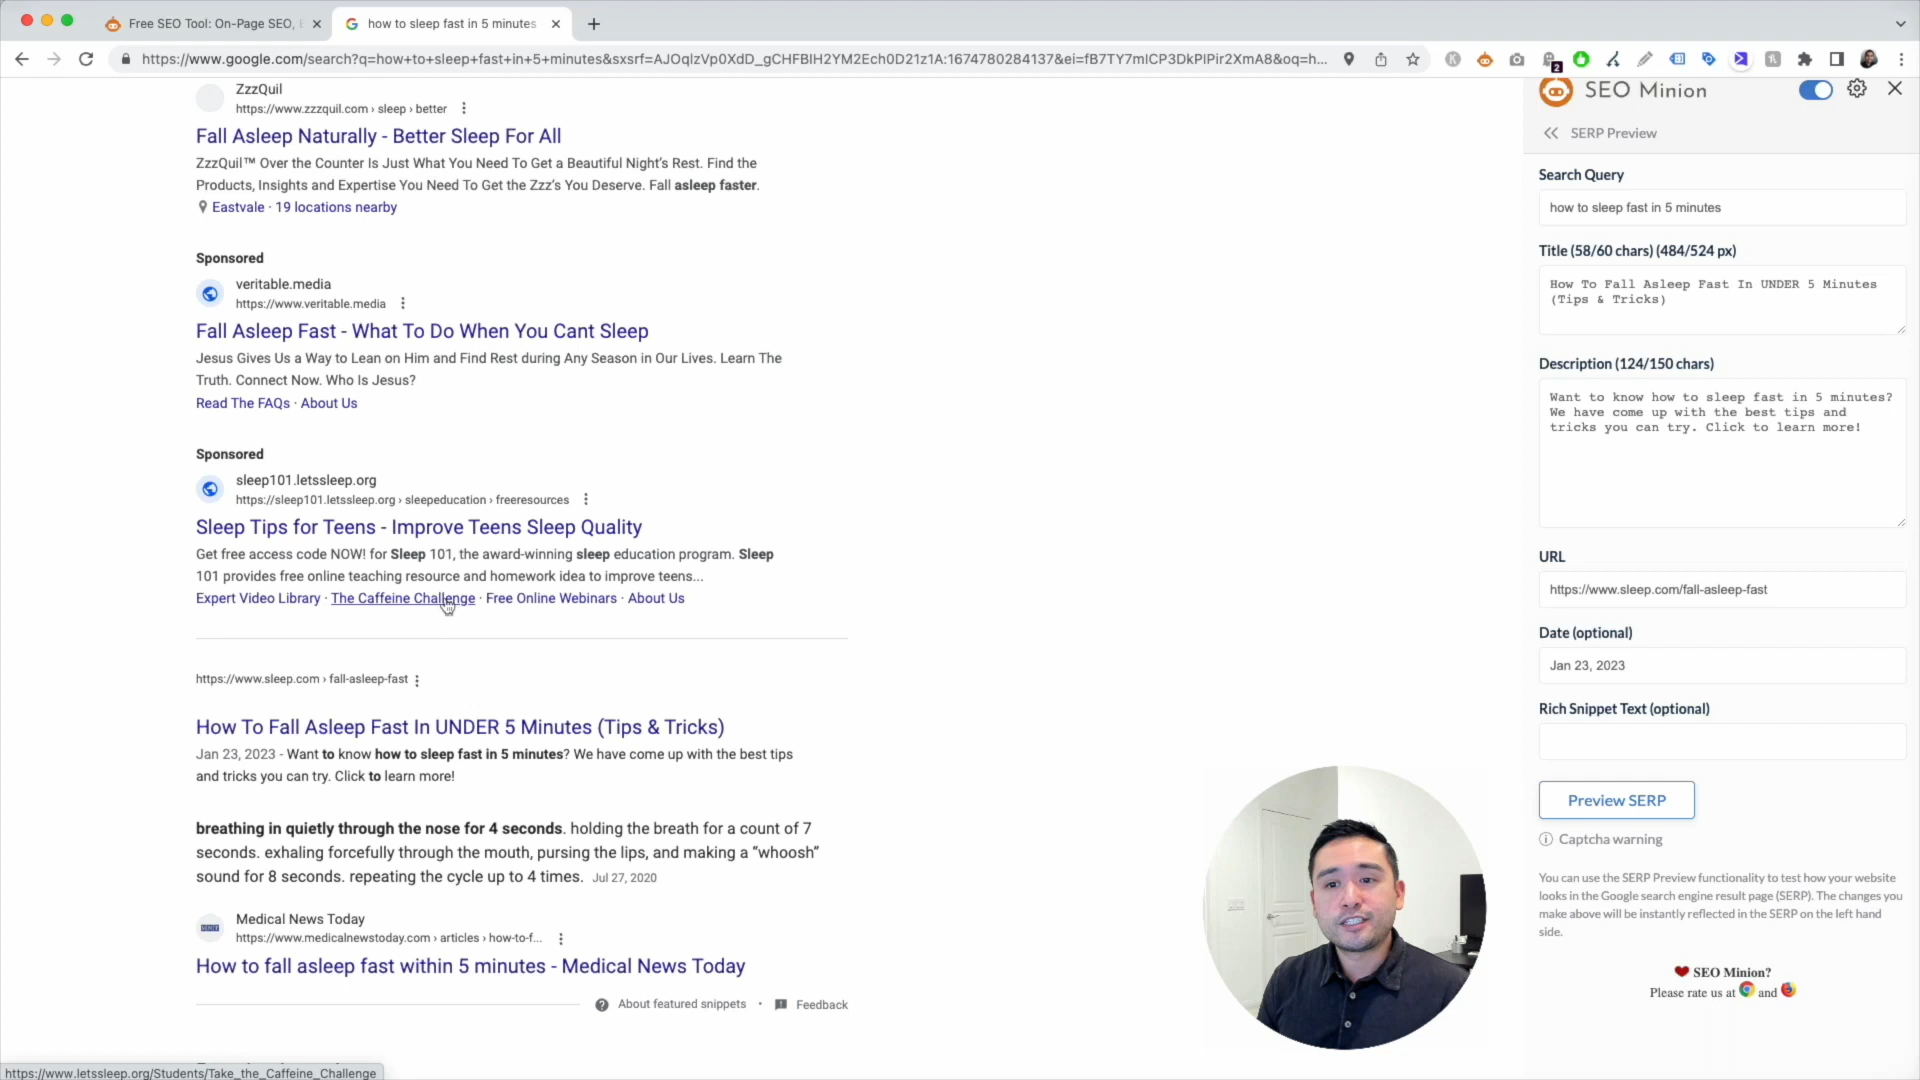 Free SEO Tool: On-Page SEO,
how to sleep fast in 5 minutes
https://www.google.com/search?q=how+to+sleep+fast+in+5+minutes&sxsrf=AJOqlzVp0XdD_gCHFBIH2YM2Ech0D21z1A:1674780284137&ei=fB7TY7mICP3DkPIPir2XmA8&oq=h...
2
ZzzQuil
https://www.zzzquil.com › sleep › better
Fall Asleep Naturally - Better Sleep For All
ZzzQuil™ Over the Counter Is Just What You Need To Get a Beautiful Night's Rest. Find the
Products, Insights and Expertise You Need To Get the Zzz's You Deserve. Fall asleep faster.
Eastvale · 19 locations nearby
Sponsored
veritable.media
https://www.veritable.media
Fall Asleep Fast - What To Do When You Cant Sleep
Jesus Gives Us a Way to Lean on Him and Find Rest during Any Season in Our Lives. Learn The
Truth. Connect Now. Who Is Jesus?
Read The FAQs · About Us
Sponsored
sleep101.letssleep.org
https://sleep101.letssleep.org › sleepeducation › freeresources
Sleep Tips for Teens - Improve Teens Sleep Quality
Get free access code NOW! for Sleep 101, the award-winning sleep education program. Sleep
101 provides free online teaching resource and homework idea to improve teens...
Expert Video Library · The Caffeine Challenge · Free Online Webinars · About Us
https://www.sleep.com › fall-asleep-fast
How To Fall Asleep Fast In UNDER 5 Minutes (Tips & Tricks)
Jan 23, 2023 - Want to know how to sleep fast in 5 minutes? We have come up with the best tips
and tricks you can try. Click to learn more!
breathing in quietly through the nose for 4 seconds. holding the breath for a count of 7
seconds. exhaling forcefully through the mouth, pursing the lips, and making a “whoosh”
sound for 8 seconds. repeating the cycle up to 4 times. Jul 27, 2020
Medical News Today
https://www.medicalnewstoday.com › articles › how-to-f...
How to fall asleep fast within 5 minutes - Medical News Today
About featured snippets · Feedback
https://www.letssleep.org/Students/Take_the_Caffeine_Challenge
SEO Minion
SERP Preview
Search Query
how to sleep fast in 5 minutes
Title (58/60 chars) (484/524 px)
How To Fall Asleep Fast In UNDER 5 Minutes
(Tips & Tricks)
Description (124/150 chars)
Want to know how to sleep fast in 5 minutes?
We have come up with the best tips and
tricks you can try. Click to learn more!
URL
https://www.sleep.com/fall-asleep-fast
Date (optional)
Jan 23, 2023
Rich Snippet Text (optional)
Preview SERP
Captcha warning
You can use the SERP Preview functionality to test how your website
looks in the Google search engine result page (SERP). The changes you
make above will be instantly reflected in the SERP on the left hand
side.
SEO Minion?
Please rate us at and